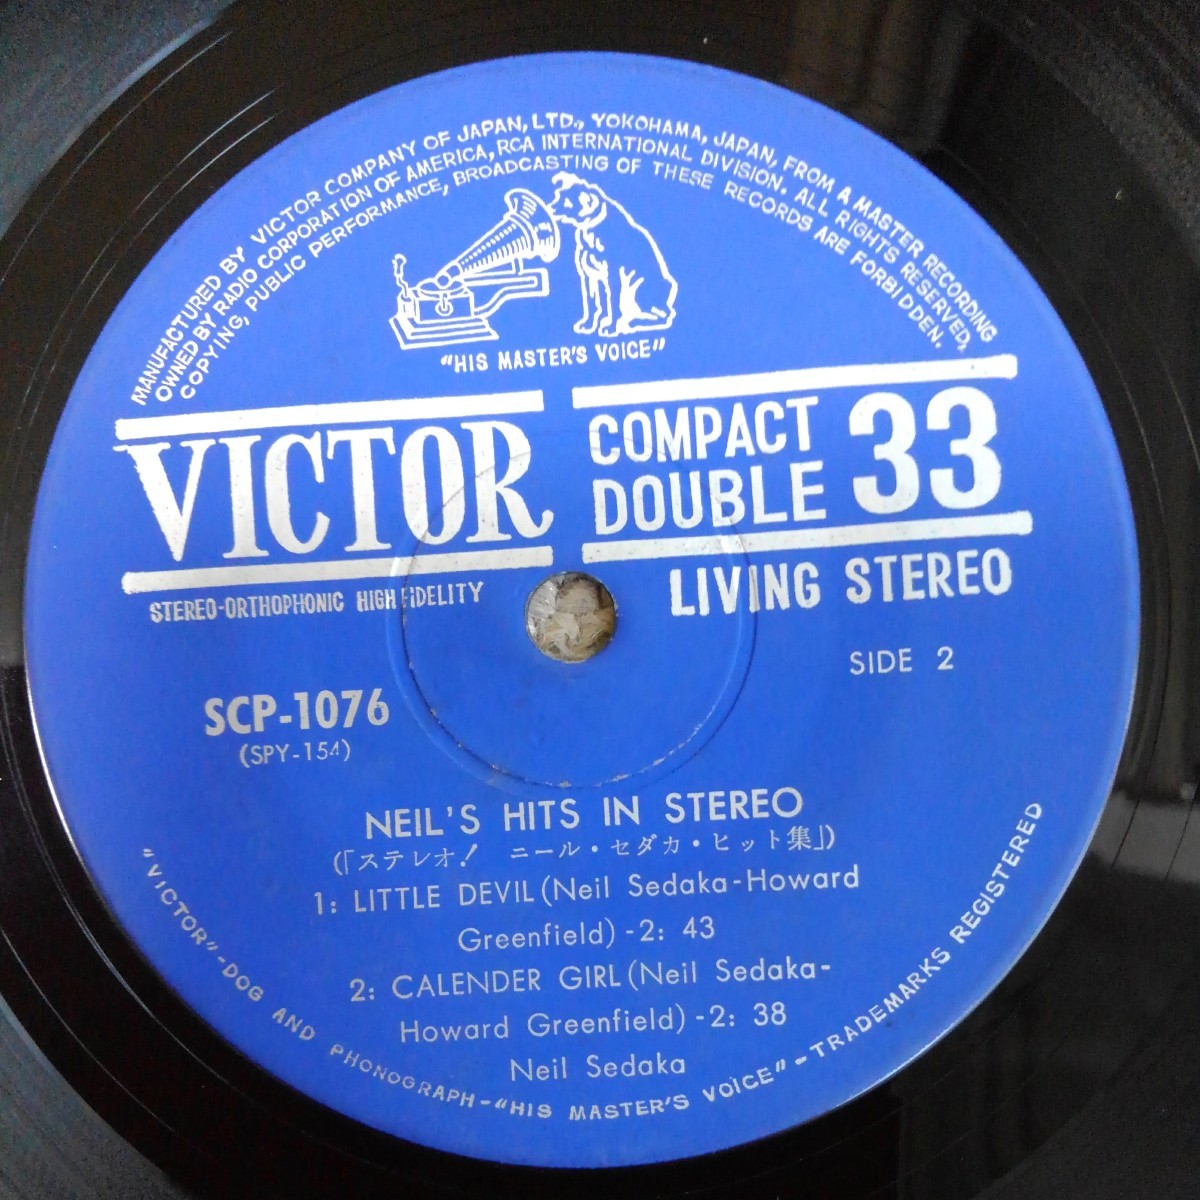 MANUFACTURED BY VICTOR COMPANY OF JAPAN, LTD., YOKOHAMA, JAPAN, FROM A MASTER RECORDING
OWNED BY RADIO CORPORATION OF AMERICA, RCA INTERNATIONAL DIVISION. ALL RIGHTS RESERVED,
COPYING, PUBLIC PERFORMANCE, BROADCASTING OF THESE RECORDS ARE FORBIDDEN.
"HIS MASTER'S VOICE"
VICTOR
COMPACT
DOUBLE 33
STEREO-ORTHOPHONIC HIGH FIDELITY
LIVING STEREO
SIDE 2
SCP-1076
(SPY-154)
NEIL'S HITS IN STEREO
(「ステレオ! ニール・セダカ・ヒット集」)
1: LITTLE DEVIL (Neil Sedaka-Howard
Greenfield) -2: 43
2: CALENDER GIRL (Neil Sedaka-
Howard Greenfield) -2: 38
Neil Sedaka
"VICTOR"-DOG AND PHONOGRAPH-"HIS MASTER'S VOICE"-TRADEMARKS REGISTERED